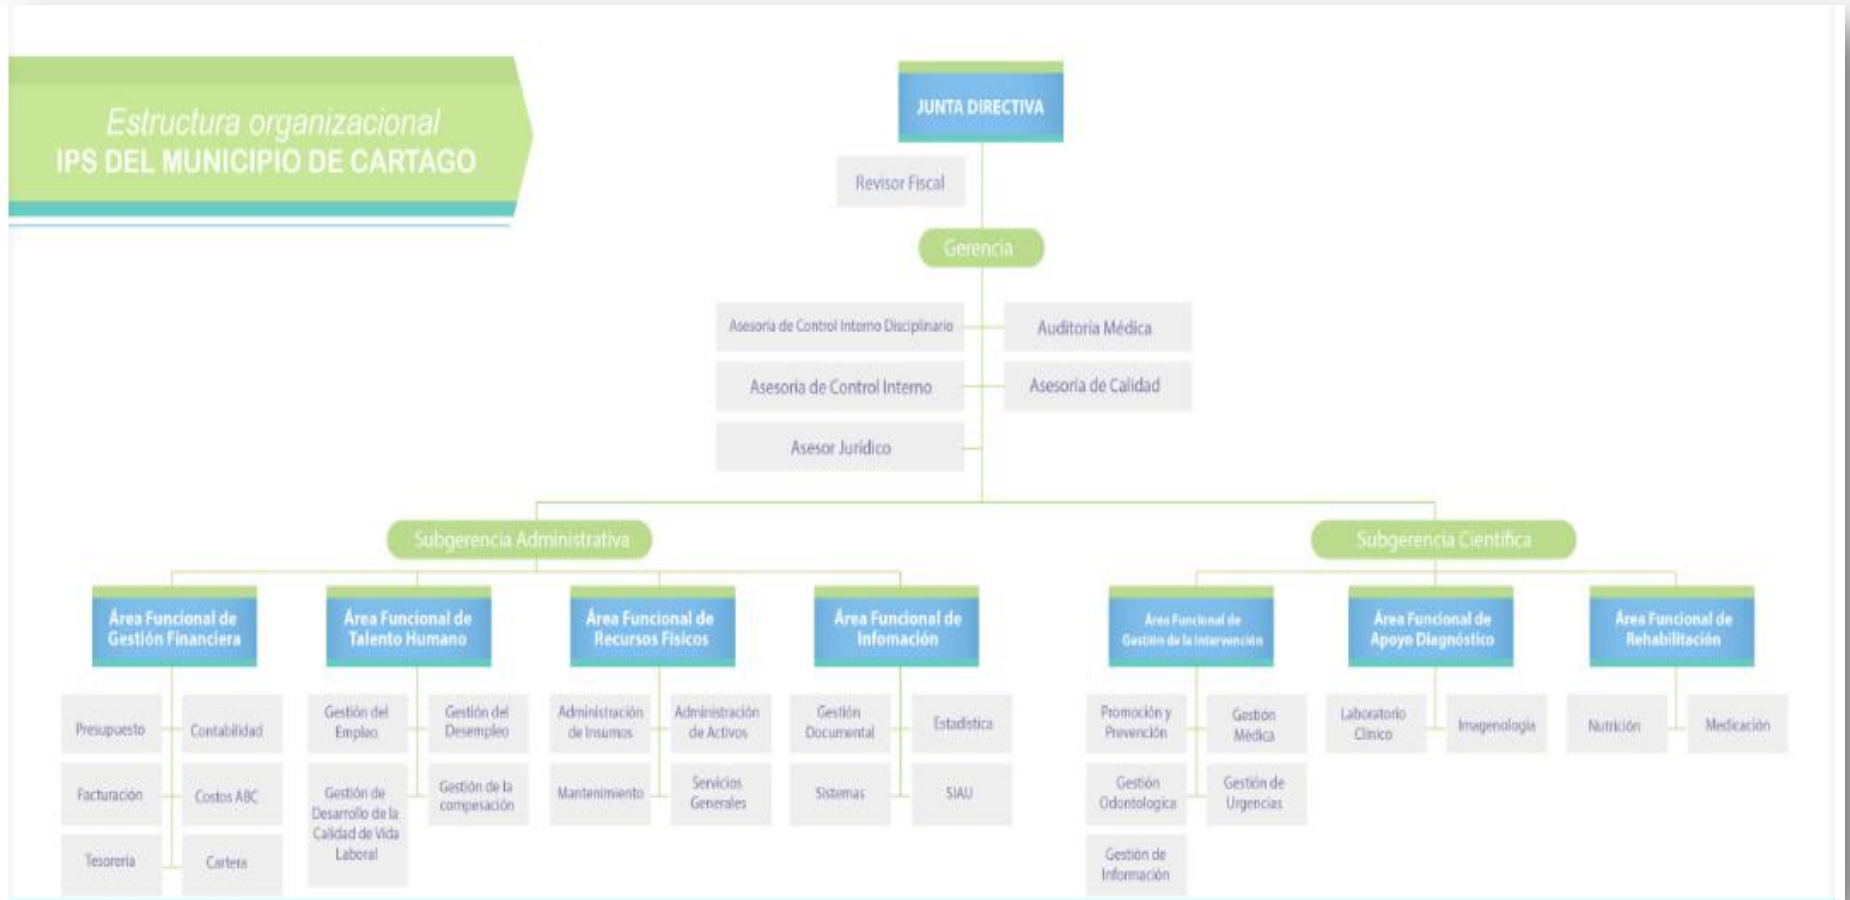 Estructura organizacional
IPS DEL MUNICIPIO DE CARTAGO
JUNTA DIRECTIVA
Revisor Fiscal
Gerencia
Asesoria de Control Interno Disciplinario
Auditoria Médica
Asesoría de Control Interno
Asesoría de Calidad
Asesor Jurídico
Subgerencia Administrativa
Subgerencia Científica
Área Funcional de
Gestión Financiera
Área Funcional de
Talento Humano
Área Funcional de
Recursos Físicos
Área Funcional de
Infomación
Área Funcional de
Gestión de la Intervención
Área Funcional de
Apoyo Diagnóstico
Área Funcional de
Rehabilitación
Presupuesto
Contabilidad
Facturación
Costos ABC
Tesorería
Cartera
Gestión del
Empleo
Gestión del
Desempleo
Gestión de
Desarrollo de la
Calidad de Vida
Laboral
Gestión de la
compesación
Administración
de Insumos
Administración
de Activos
Mantenimiento
Servicios
Generales
Gestión
Documental
Estadística
Sistemas
SIAU
Promoción y
Prevención
Gestión
Médica
Gestión
Odontologica
Gestión de
Urgencias
Gestión de
Información
Laboratorio
Clínico
Imagenología
Nutrición
Medicación